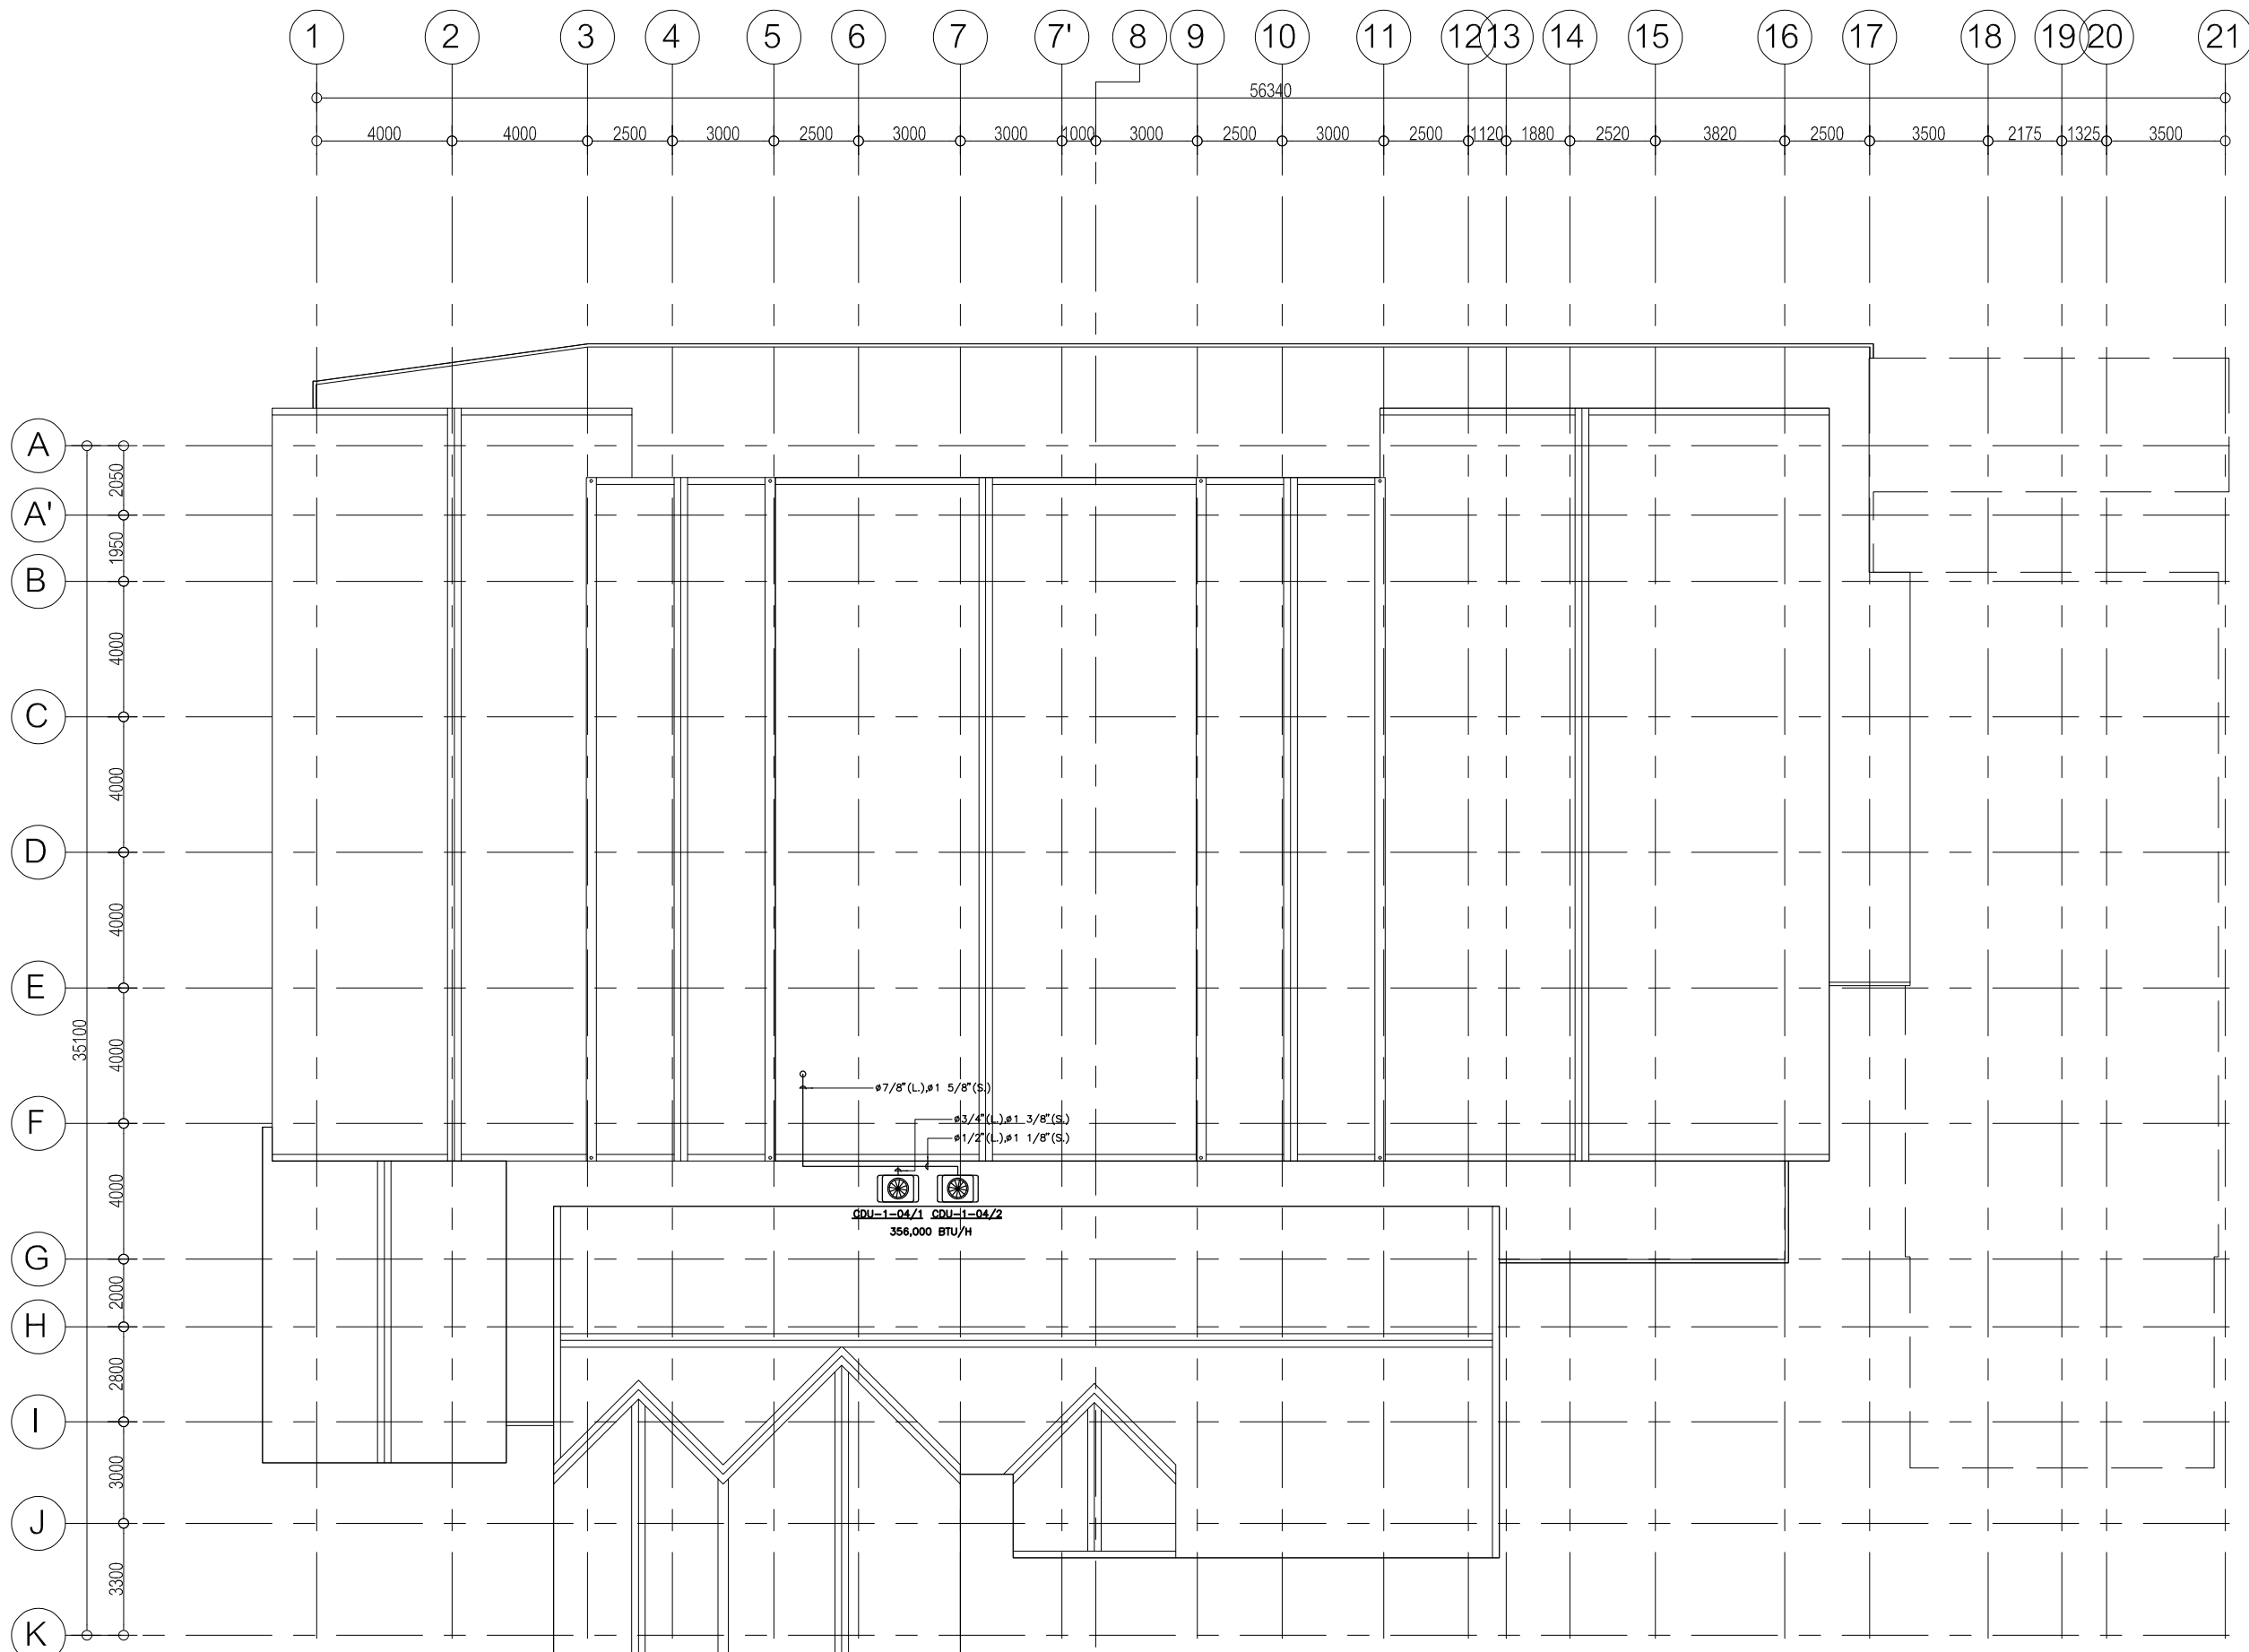 1 2 3 4 5 6 7 7' 8 9 10 11 12 13 14 15 16 17 18 19 20 21
56340
4000 4000 2500 3000 2500 3000 3000 1000 3000 2500 3000 2500 1120 1880 2520 3820 2500 3500 2175 1325 3500
A
2050
A'
1950
B
4000
C
4000
D
4000
E
35100
4000
ø7/8"(L.),ø1 5/8"(S.)
F
ø3/4"(L.),ø1 3/8"(S.)
ø1/2"(L.),ø1 1/8"(S.)
4000
CDU-1-04/1 CDU-1-04/2
356,000 BTU/H
G
2000
H
2800
I
3000
J
3300
K